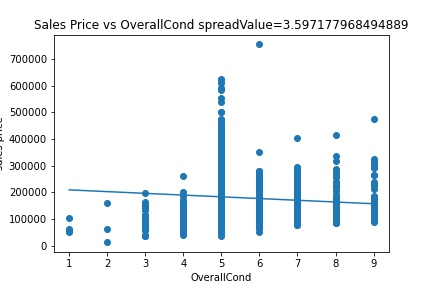 Sales Price vs OverallCond spreadValue=3.597177968494889
700000
600000
500000
400000
300000
200000
100000
0
price
1 2 3 4 5 6 7 8 9
OverallCond